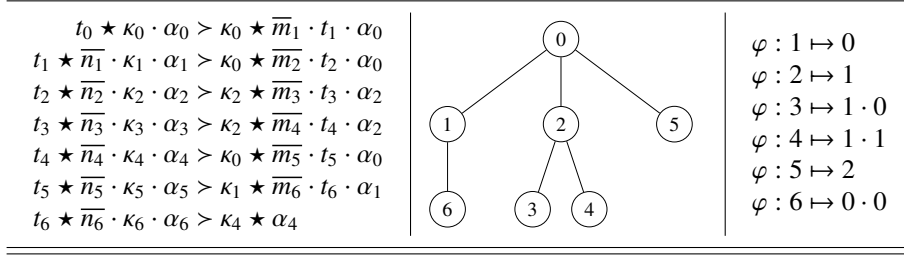 t₀ ⋆ κ₀ · α₀ ≻ κ₀ ⋆ m̅₁ · t₁ · α₀
t₁ ⋆ n̅₁ · κ₁ · α₁ ≻ κ₀ ⋆ m̅₂ · t₂ · α₀
t₂ ⋆ n̅₂ · κ₂ · α₂ ≻ κ₂ ⋆ m̅₃ · t₃ · α₂
t₃ ⋆ n̅₃ · κ₃ · α₃ ≻ κ₂ ⋆ m̅₄ · t₄ · α₂
t₄ ⋆ n̅₄ · κ₄ · α₄ ≻ κ₀ ⋆ m̅₅ · t₅ · α₀
t₅ ⋆ n̅₅ · κ₅ · α₅ ≻ κ₁ ⋆ m̅₆ · t₆ · α₁
t₆ ⋆ n̅₆ · κ₆ · α₆ ≻ κ₄ ⋆ α₄
0
1 2 5
6 3 4
φ : 1 ↦ 0
φ : 2 ↦ 1
φ : 3 ↦ 1 · 0
φ : 4 ↦ 1 · 1
φ : 5 ↦ 2
φ : 6 ↦ 0 · 0